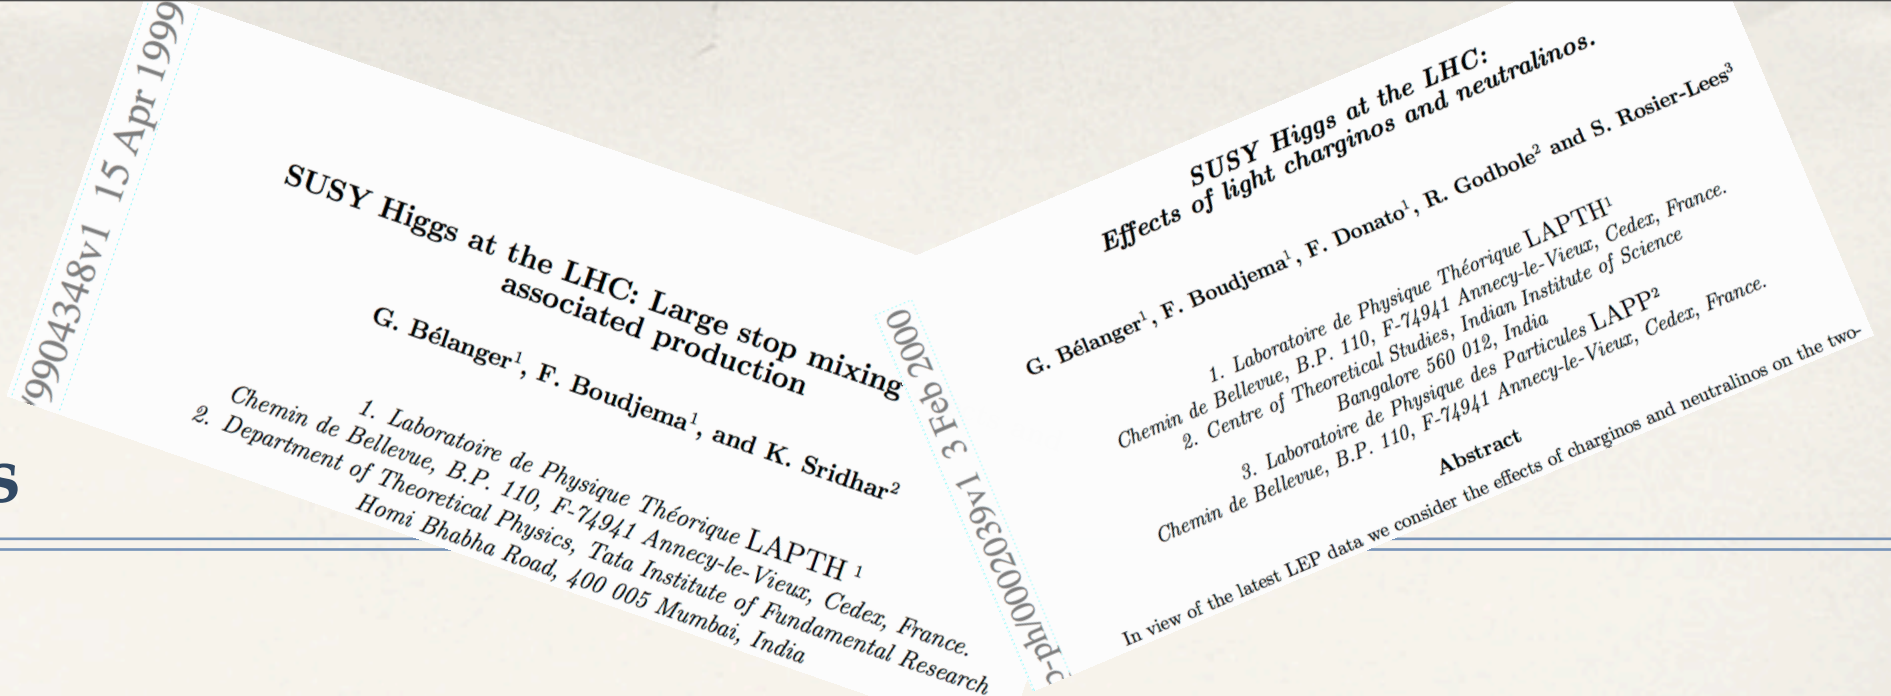 /9904348v1 15 Apr 1999
SUSY Higgs at the LHC: Large stop mixing
associated production
G. Bélanger1, F. Boudjema1, and K. Sridhar2
1. Laboratoire de Physique Théorique LAPTH 1
Chemin de Bellevue, B.P. 110, F-74941 Annecy-le-Vieux, Cedex, France.
2. Department of Theoretical Physics, Tata Institute of Fundamental Research
Homi Bhabha Road, 400 005 Mumbai, India
-ph/0002039v1 3 Feb 2000
SUSY Higgs at the LHC:
Effects of light charginos and neutralinos.
G. Bélanger1, F. Boudjema1, F. Donato1, R. Godbole2 and S. Rosier-Lees3
1. Laboratoire de Physique Théorique LAPTH1
Chemin de Bellevue, B.P. 110, F-74941 Annecy-le-Vieux, Cedex, France.
2. Centre of Theoretical Studies, Indian Institute of Science
Bangalore 560 012, India
3. Laboratoire de Physique des Particules LAPP2
Chemin de Bellevue, B.P. 110, F-74941 Annecy-le-Vieux, Cedex, France.
Abstract
In view of the latest LEP data we consider the effects of charginos and neutralinos on the two-
s